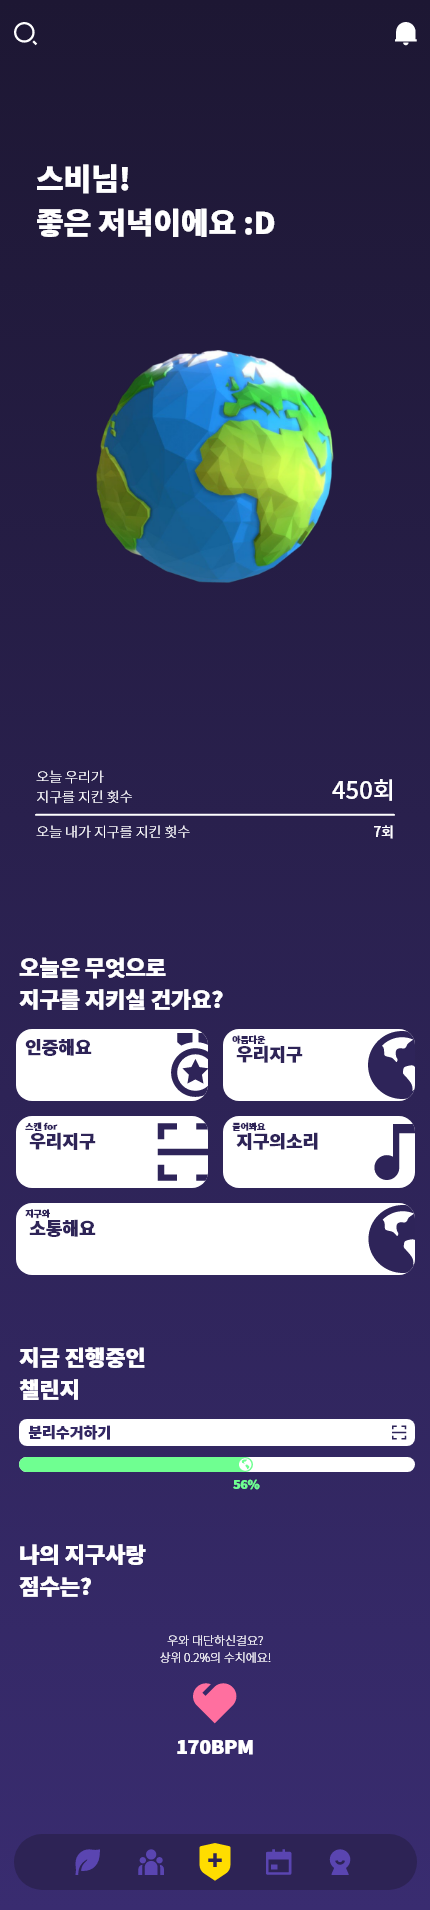 스비님!
좋은 저녁이에요 :D
오늘 우리가
지구를 지킨 횟수
450회
오늘 내가 지구를 지킨 횟수
7회
오늘은 무엇으로
지구를 지키실 건가요?
인증해요
아름다운
우리지구
스캔 for
우리지구
들어봐요
지구의소리
지구와
소통해요
지금 진행중인
챌린지
분리수거하기
56%
나의 지구사랑
점수는?
우와 대단하신걸요?
상위 0.2%의 수치에요!
170BPM